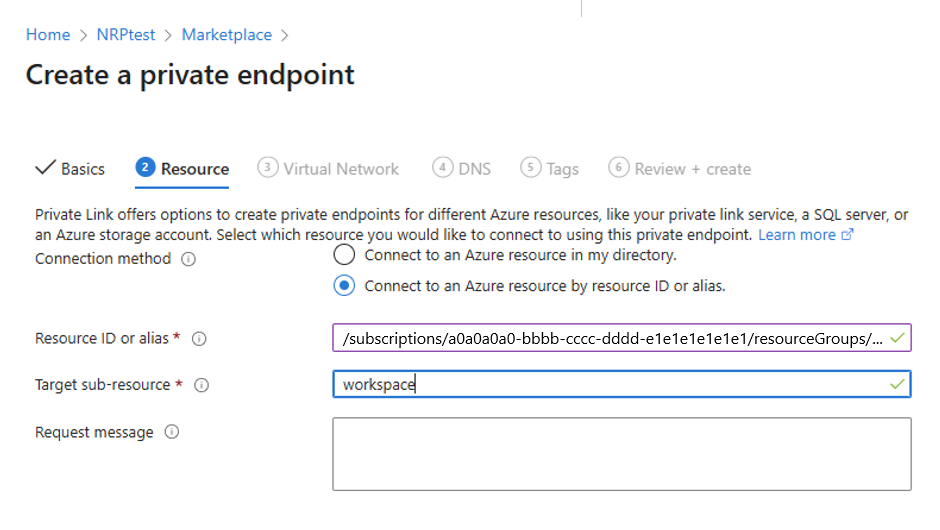 Home > NRPtest > Marketplace >
Create a private endpoint
Basics 2 Resource 3 Virtual Network 4 DNS 5 Tags 6 Review + create
Private Link offers options to create private endpoints for different Azure resources, like your private link service, a SQL server, or
an Azure storage account. Select which resource you would like to connect to using this private endpoint. Learn more
Connection method
Connect to an Azure resource in my directory.
Connect to an Azure resource by resource ID or alias.
Resource ID or alias *
/subscriptions/a0a0a0a0-bbbb-cccc-dddd-e1e1e1e1e1e1/resourceGroups/...
Target sub-resource *
workspace
Request message